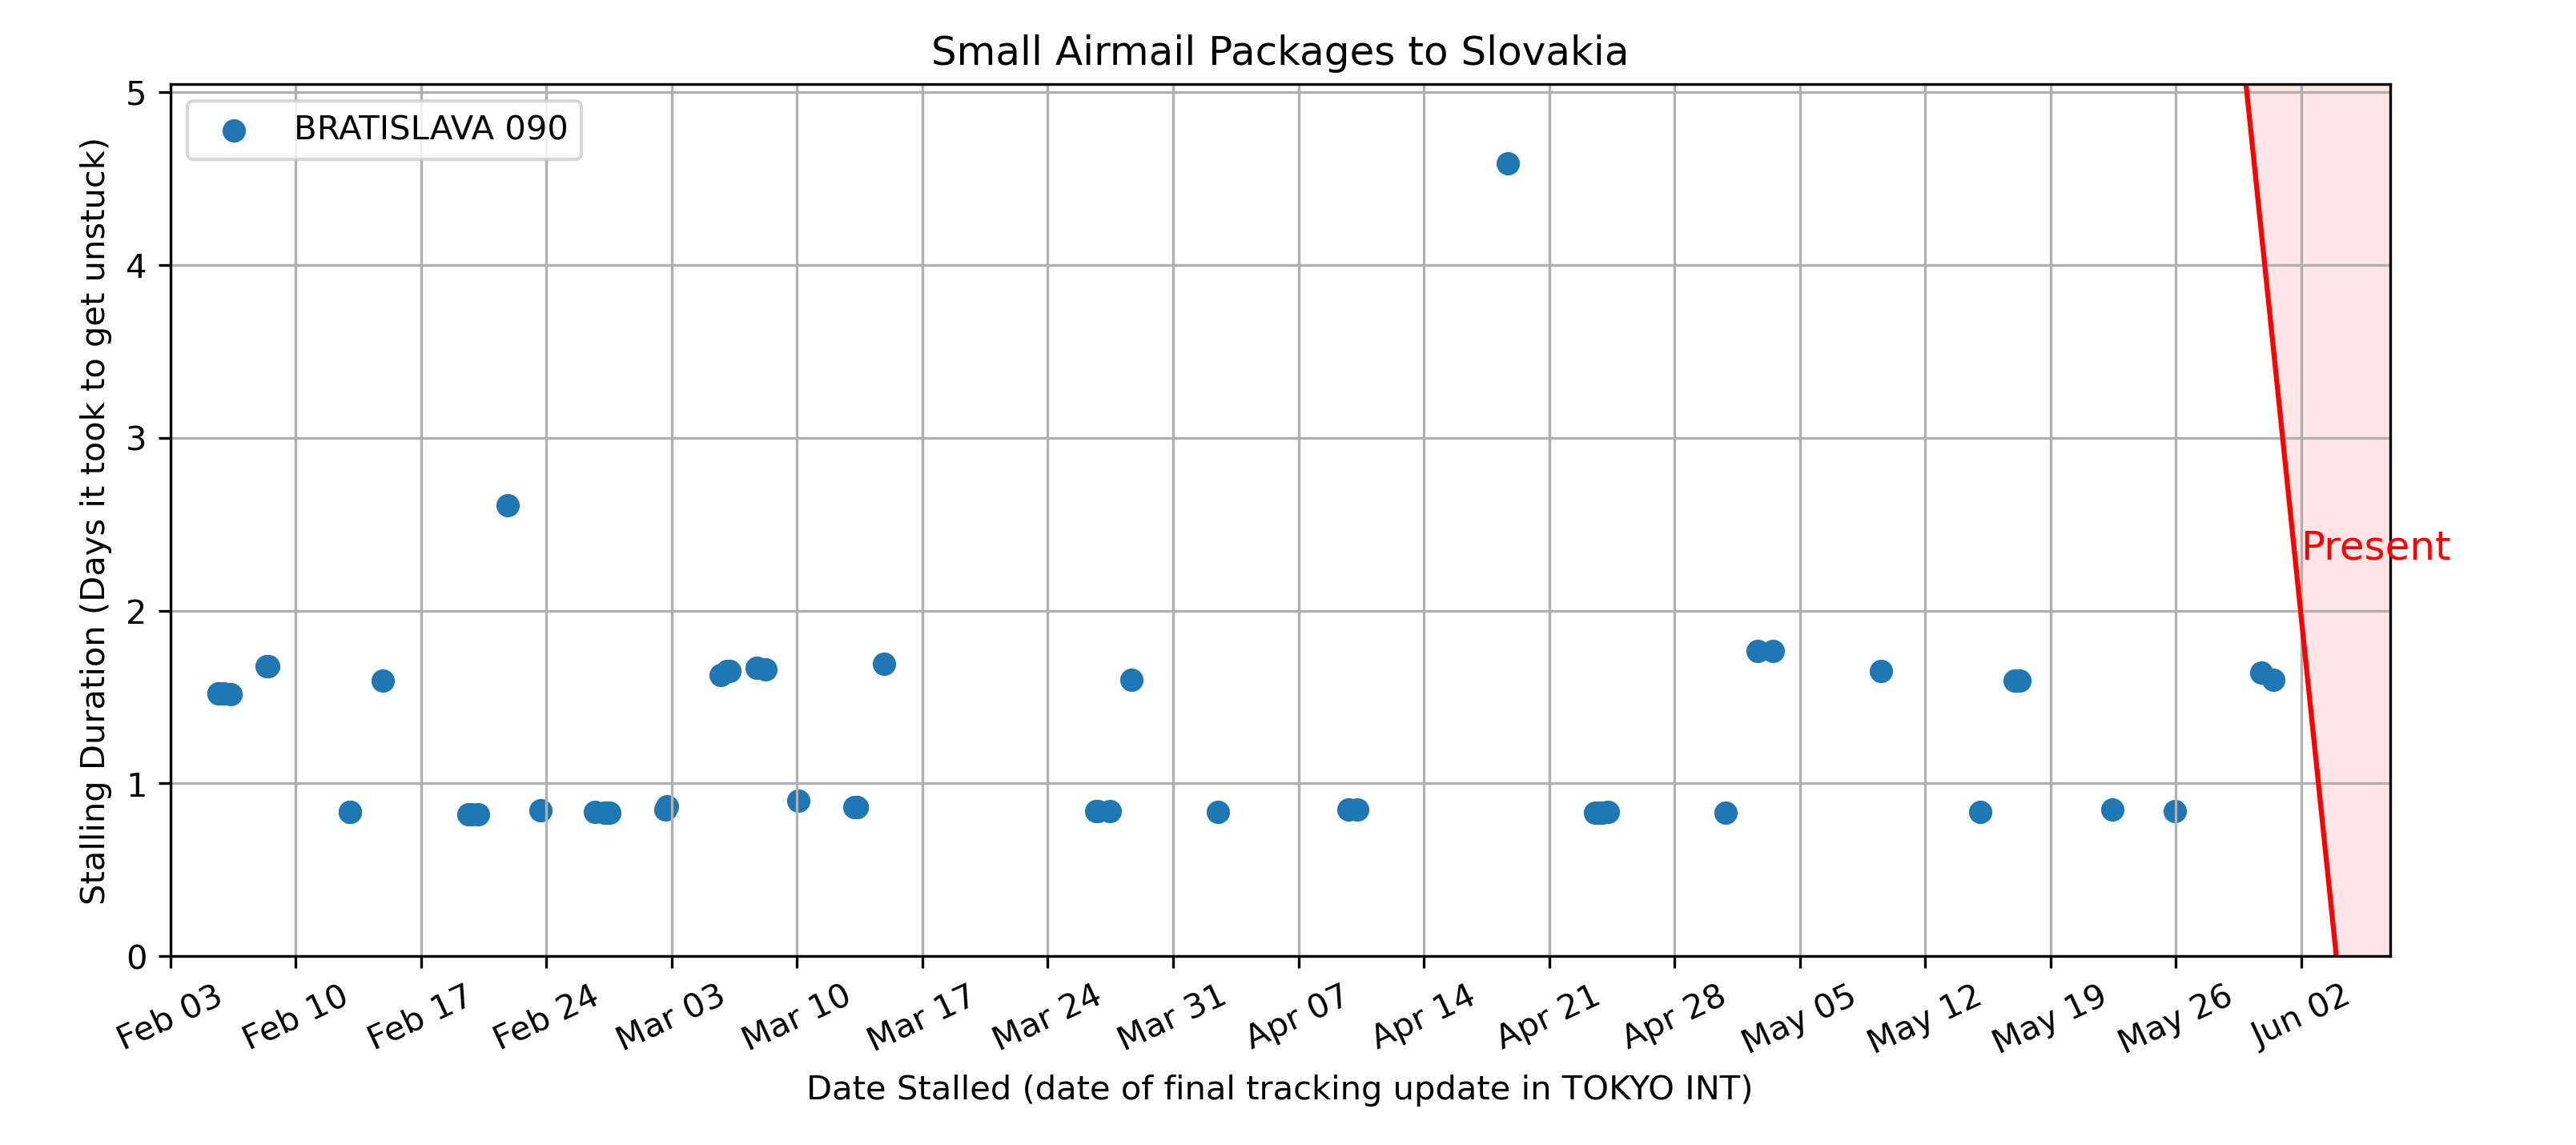 Small Airmail Packages to Slovakia
BRATISLAVA 090
Stalling Duration (Days it took to get unstuck)
5
4
3
2
1
0
Present
Feb 03
Feb 10
Feb 17
Feb 24
Mar 03
Mar 10
Mar 17
Mar 24
Mar 31
Apr 07
Apr 14
Apr 21
Apr 28
May 05
May 12
May 19
May 26
Jun 02
Date Stalled (date of final tracking update in TOKYO INT)